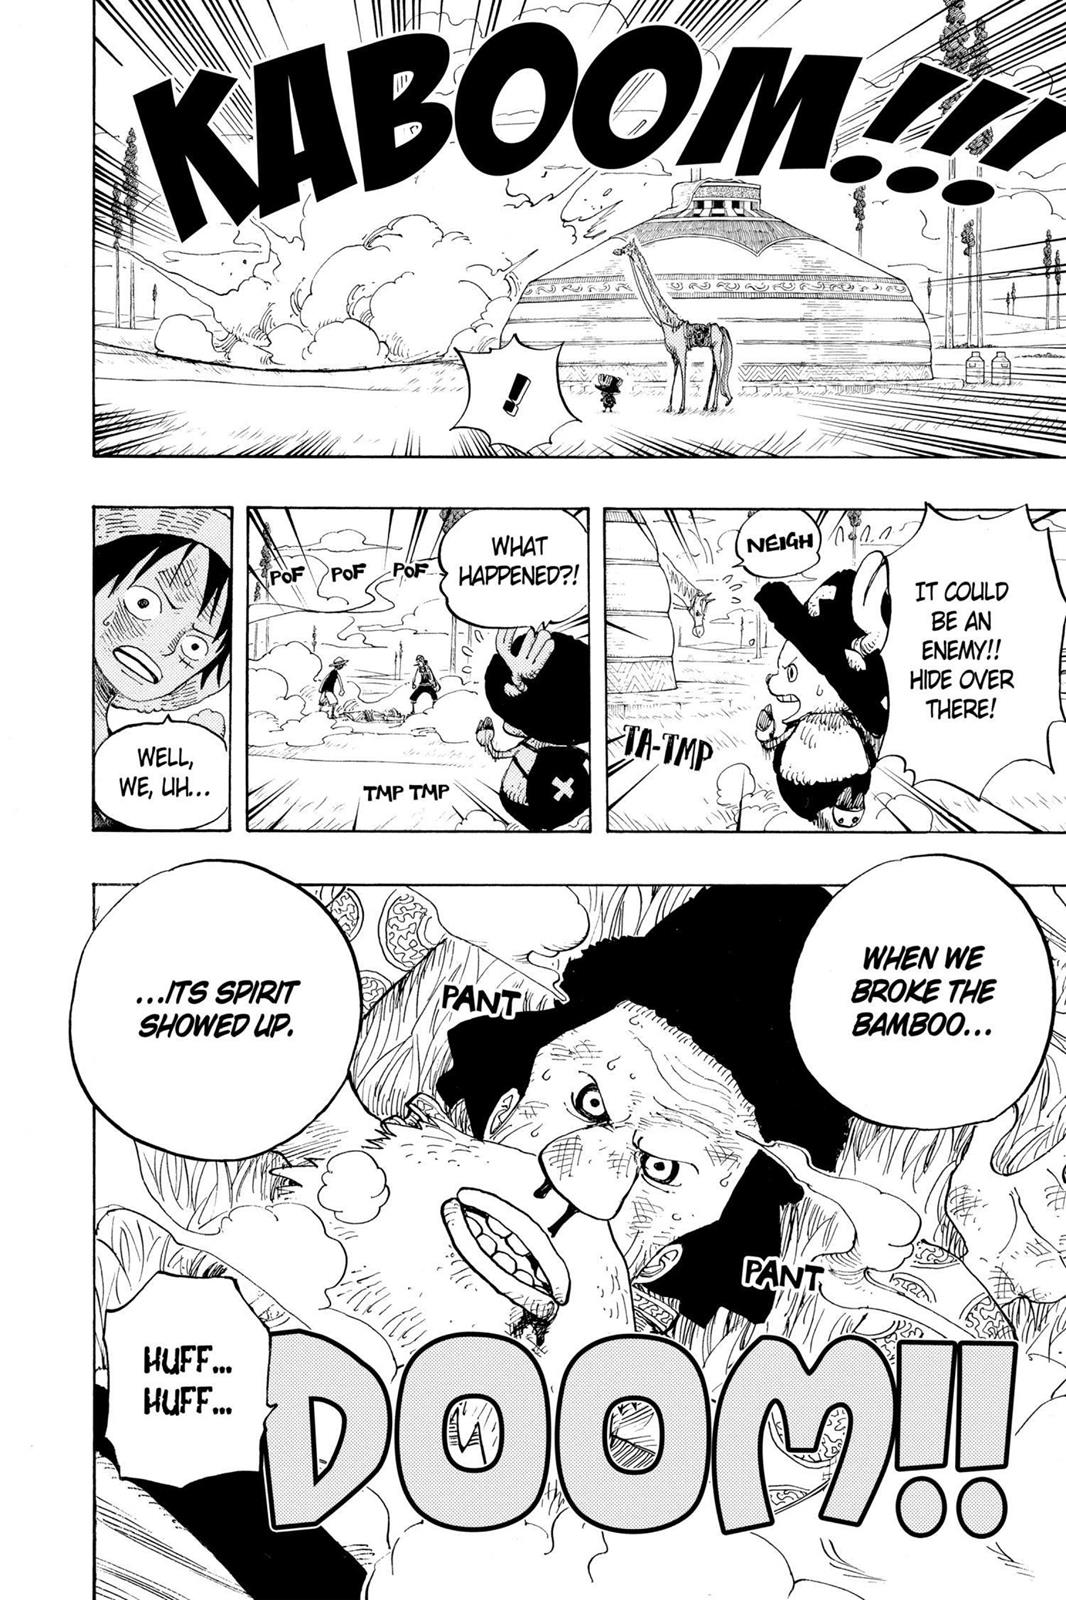 KABOOM!!!
!
IT COULD
BE AN
ENEMY!!
HIDE OVER
THERE!
NEIGH
TA-TMP
WHAT
HAPPENED?!
POF POF POF
TMP TMP
WELL,
WE, UH...
WHEN WE
BROKE THE
BAMBOO...
...ITS SPIRIT
SHOWED UP.
PANT
PANT
HUFF...
HUFF...
DOOM!!